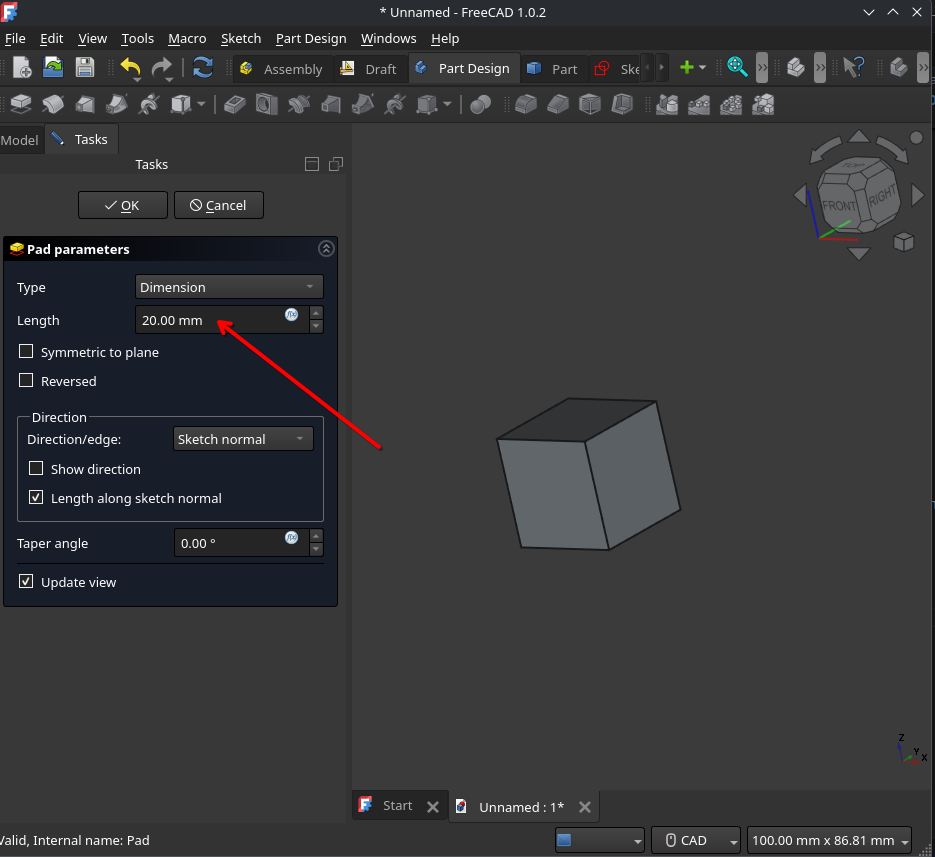 * Unnamed - FreeCAD 1.0.2
File Edit View Tools Macro Sketch Part Design Windows Help
Assembly Draft Part Design Part Ske
Model Tasks
Tasks
OK Cancel
Pad parameters
Type Dimension
Length 20.00 mm
Symmetric to plane
Reversed
Direction
Direction/edge: Sketch normal
Show direction
Length along sketch normal
Taper angle 0.00 °
Update view
TOP
FRONT RIGHT
Z
Y
X
Start Unnamed : 1*
Valid, Internal name: Pad CAD 100.00 mm x 86.81 mm